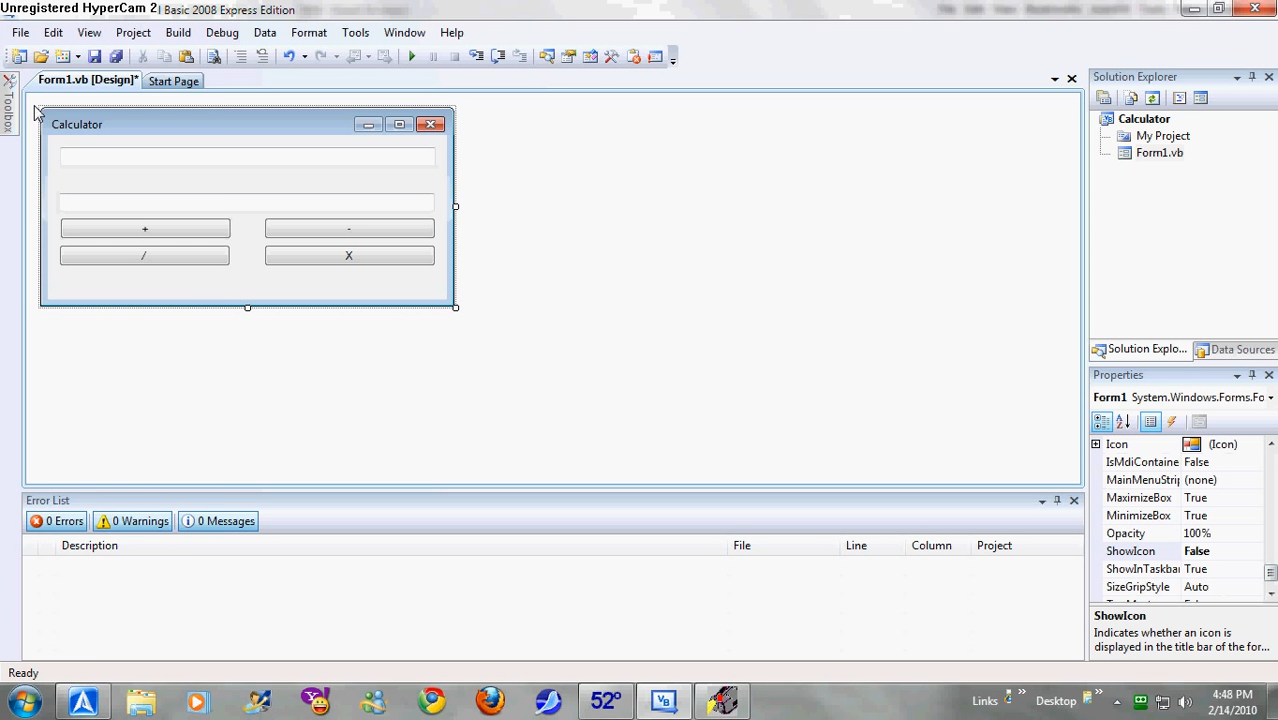 Unregistered HyperCam 2 l Basic 2008 Express Edition
File Edit View Project Build Debug Data Format Tools Window Help
Form1.vb [Design]* Start Page
Toolbox
Calculator
+ -
/ X
Solution Explorer
Calculator
My Project
Form1.vb
Solution Explo... Data Sources
Properties
Form1 System.Windows.Forms.Fo
Icon (Icon)
IsMdiContaine False
MainMenuStrip (none)
MaximizeBox True
MinimizeBox True
Opacity 100%
ShowIcon False
ShowInTaskbar True
SizeGripStyle Auto
ShowIcon
Indicates whether an icon is
displayed in the title bar of the for...
Error List
0 Errors 0 Warnings 0 Messages
Description File Line Column Project
Ready
52° VB Links » Desktop » 4:48 PM
2/14/2010